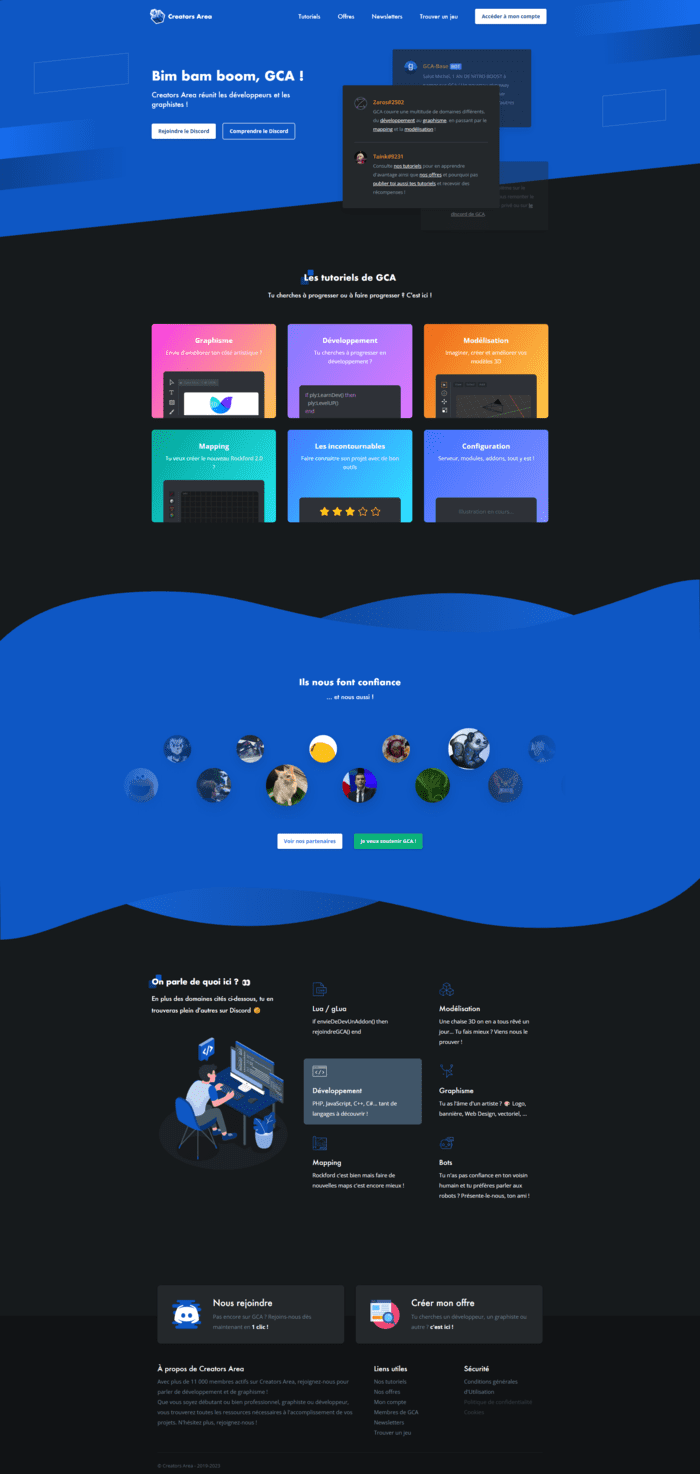 Creators Area
Tutoriels
Offres
Newsletters
Trouver un jeu
Accéder à mon compte
Bim bam boom, GCA !
Creators Area réunit les développeurs et les
graphistes !
Rejoindre le Discord
Comprendre le Discord
GCA-Boux BOT
Zaros#2502
GCA couvre une multitude de domaines différents,
du développement au graphisme, en passant par le
mapping et la modélisation !
Taink#9231
Consulte nos tutoriels pour en apprendre
d'avantage ainsi que nos offres et pourquoi pas
publier toi aussi tes tutoriels et recevoir des
récompenses !
discord de GCA
Les tutoriels de GCA
Tu cherches à progresser ou à faire progresser ? C'est ici !
Graphisme
Envie d'améliorer ton côté artistique ?
Développement
Tu cherches à progresser en
développement ?
if ply:LearnDev() then
ply:LevelUP()
end
Modélisation
Imaginer, créer et améliorer vos
modèles 3D
Mapping
Tu veux créer le nouveau Rockford 2.0
?
Les incontournables
Faire connaitre son projet avec de bon
outils
Configuration
Serveur, modules, addons, tout y est !
Illustration en cours...
Ils nous font confiance
... et nous aussi !
Voir nos partenaires
Je veux soutenir GCA !
On parle de quoi ici ? 👀
En plus des domaines cités ci-dessous, tu en
trouveras plein d'autres sur Discord
Lua / gLua
if envieDeDevUnAddon() then
rejoindreGCA() end
Modélisation
Une chaise 3D on en a tous rêvé un
jour... Tu fais mieux ? Viens nous le
prouver !
Développement
PHP, JavaScript, C++, C#... tant de
langages à découvrir !
Graphisme
Tu as l'âme d'un artiste ? 🎨 Logo,
bannière, Web Design, vectoriel, ...
Mapping
Rockford c'est bien mais faire de
nouvelles maps c'est encore mieux !
Bots
Tu n'as pas confiance en ton voisin
humain et tu préfères parler aux
robots ? Présente-le nous, ton ami !
Nous rejoindre
Pas encore sur GCA ? Rejoins-nous dès
maintenant en 1 clic !
Créer mon offre
Tu cherches un développeur, un graphiste ou
autre ? c'est ici !
À propos de Creators Area
Avec plus de 11 000 membres actifs sur Creators Area, rejoignez-nous pour
parler de développement et de graphisme !
Que vous soyez débutant ou bien professionnel, graphiste ou développeur,
vous trouverez toutes les ressources nécessaires à l'accomplissement de vos
projets. N'hésitez plus, rejoignez-nous !
Liens utiles
Nos tutoriels
Nos offres
Mon compte
Membres de GCA
Newsletters
Trouver un jeu
Sécurité
Conditions générales
d'Utilisation
Politique de confidentialité
Cookies
© Creators Area - 2019-2023